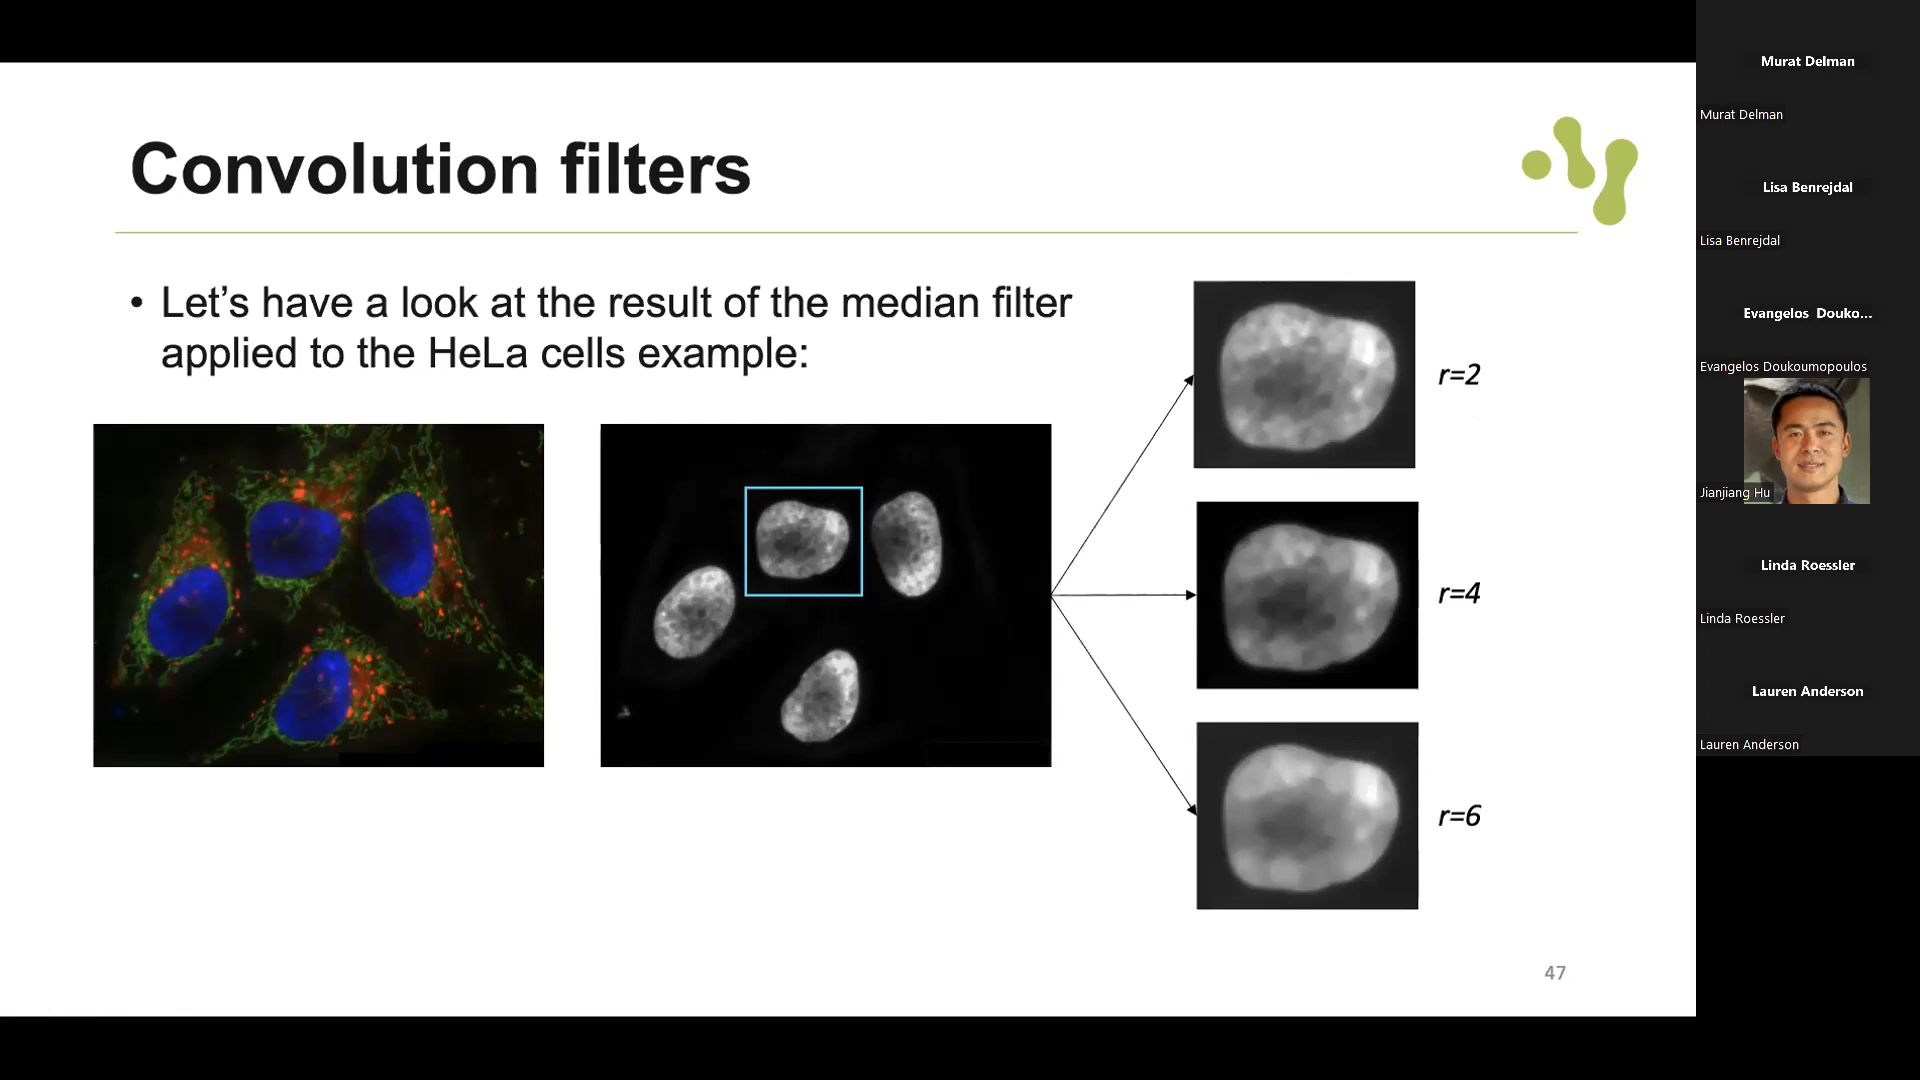 Convolution filters
• Let’s have a look at the result of the median filter
applied to the HeLa cells example:
r=2
r=4
r=6
47
Murat Delman
Murat Delman
Lisa Benrejdal
Lisa Benrejdal
Evangelos Douko...
Evangelos Doukoumopoulos
Jianjiang Hu
Linda Roessler
Linda Roessler
Lauren Anderson
Lauren Anderson